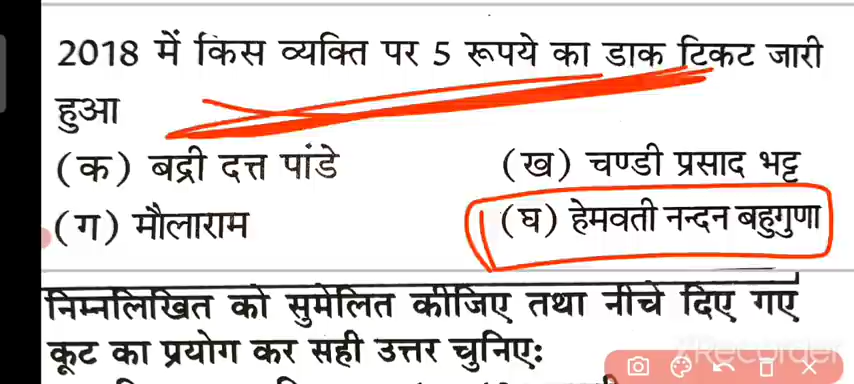 2018 में किस व्यक्ति पर 5 रूपये का डाक टिकट जारी
हुआ
(क) बद्री दत्त पांडे (ख) चण्डी प्रसाद भट्ट
(ग) मौलाराम (घ) हेमवती नन्दन बहुगुणा
निम्नलिखित को सुमेलित कीजिए तथा नीचे दिए गए
कूट का प्रयोग कर सही उत्तर चुनिए:
Recorder